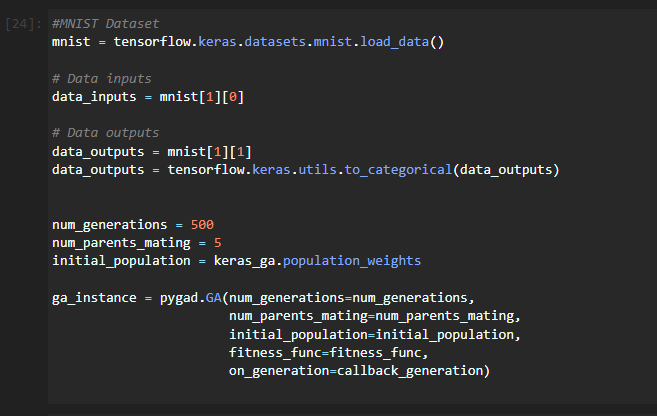 [24]: #MNIST Dataset
mnist = tensorflow.keras.datasets.mnist.load_data()
# Data inputs
data_inputs = mnist[1][0]
# Data outputs
data_outputs = mnist[1][1]
data_outputs = tensorflow.keras.utils.to_categorical(data_outputs)
num_generations = 500
num_parents_mating = 5
initial_population = keras_ga.population_weights
ga_instance = pygad.GA(num_generations=num_generations,
num_parents_mating=num_parents_mating,
initial_population=initial_population,
fitness_func=fitness_func,
on_generation=callback_generation)